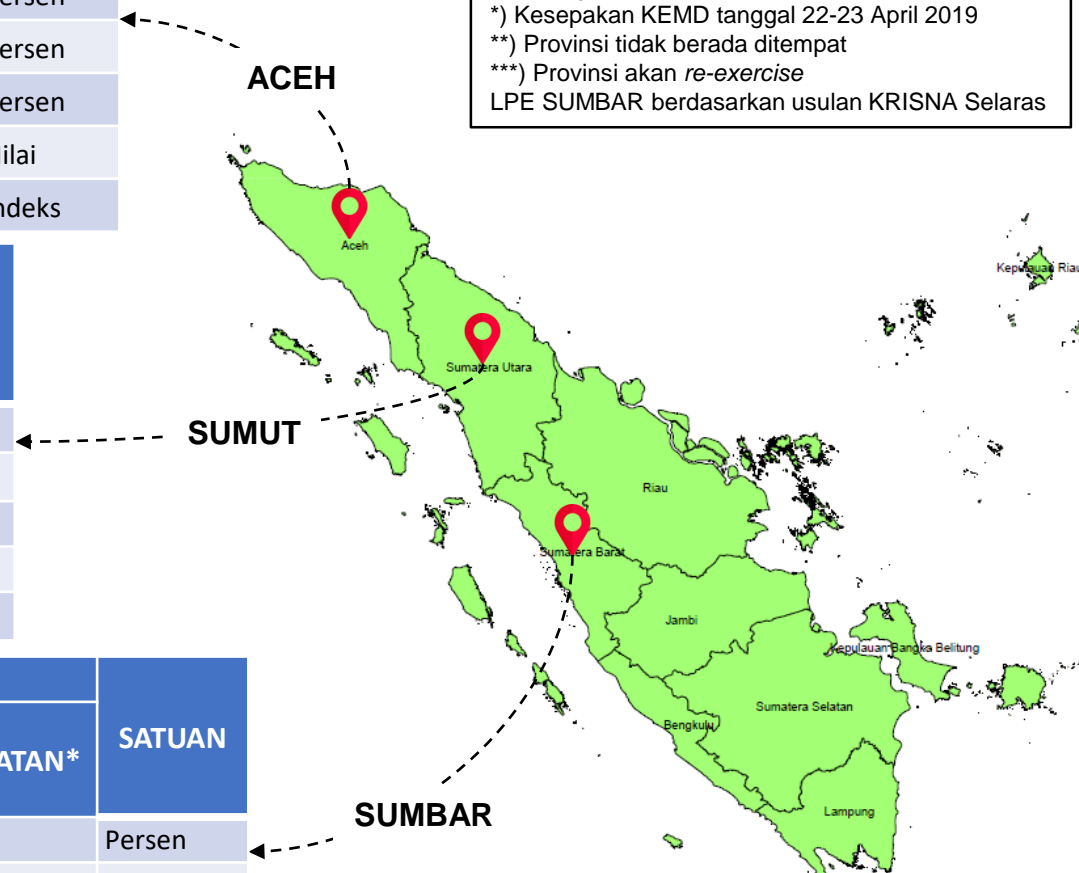 *) Kesepakan KEMD tanggal 22-23 April 2019
**) Provinsi tidak berada ditempat
***) Provinsi akan re-exercise
LPE SUMBAR berdasarkan usulan KRISNA Selaras
ersen
ersen
ersen
ilai
ndeks
ACEH
Aceh
Kepulauan Riau
Sumatera Utara
SUMUT
Riau
Sumatera Barat
Jambi
Kepulauan Bangka Belitung
Sumatera Selatan
Bengkulu
Lampung
SATUAN
ATAN*
SUMBAR
Persen